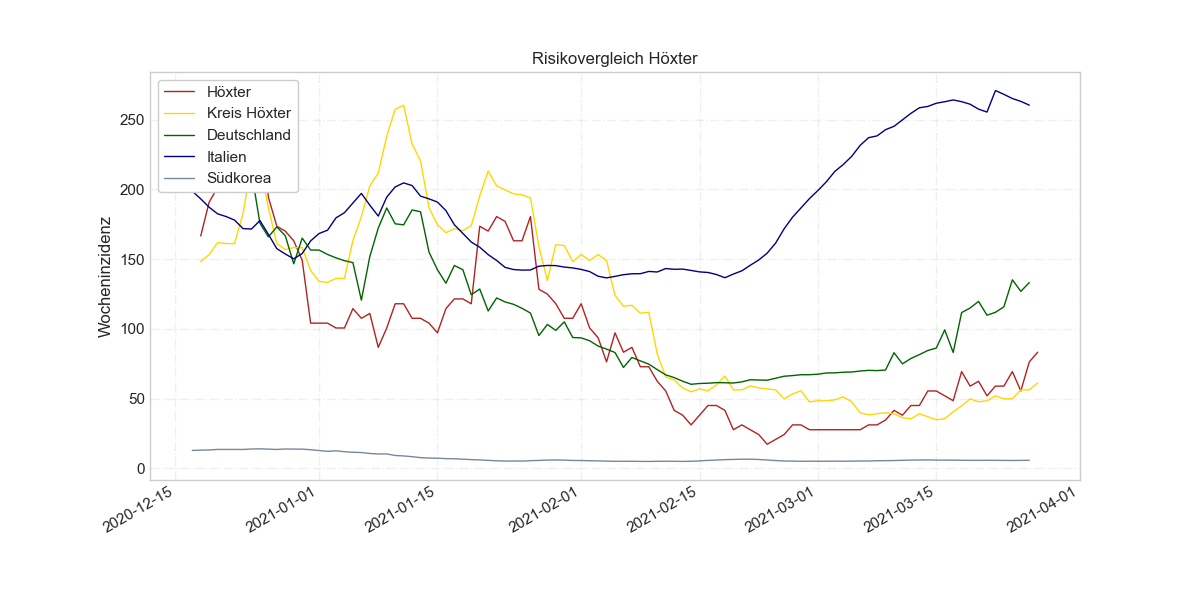 Risikovergleich Höxter
Höxter
Kreis Höxter
Deutschland
Italien
Südkorea
Wocheninzidenz
250
200
150
100
50
0
2020-12-15
2021-01-01
2021-01-15
2021-02-01
2021-02-15
2021-03-01
2021-03-15
2021-04-01